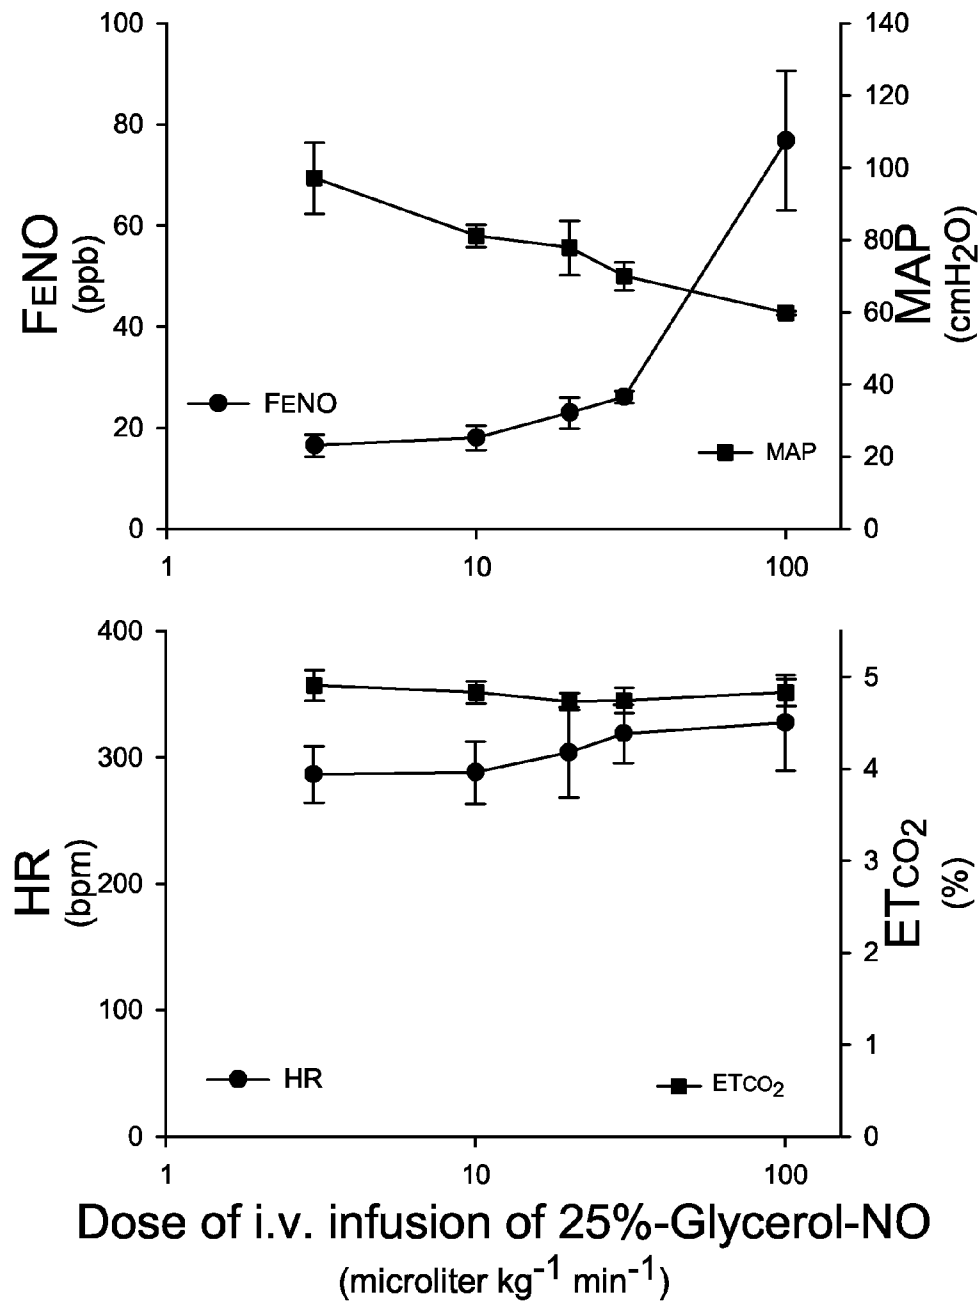 100
80
60
40
20
0
FENO
(ppb)
140
120
100
80
60
40
20
0
MAP
(cmH2O)
FENO
MAP
1
10
100
400
300
200
100
0
HR
(bpm)
5
4
3
2
1
0
ETCO2
(%)
HR
ETCO2
1
10
100
Dose of i.v. infusion of 25%-Glycerol-NO
(microliter kg-1 min-1)